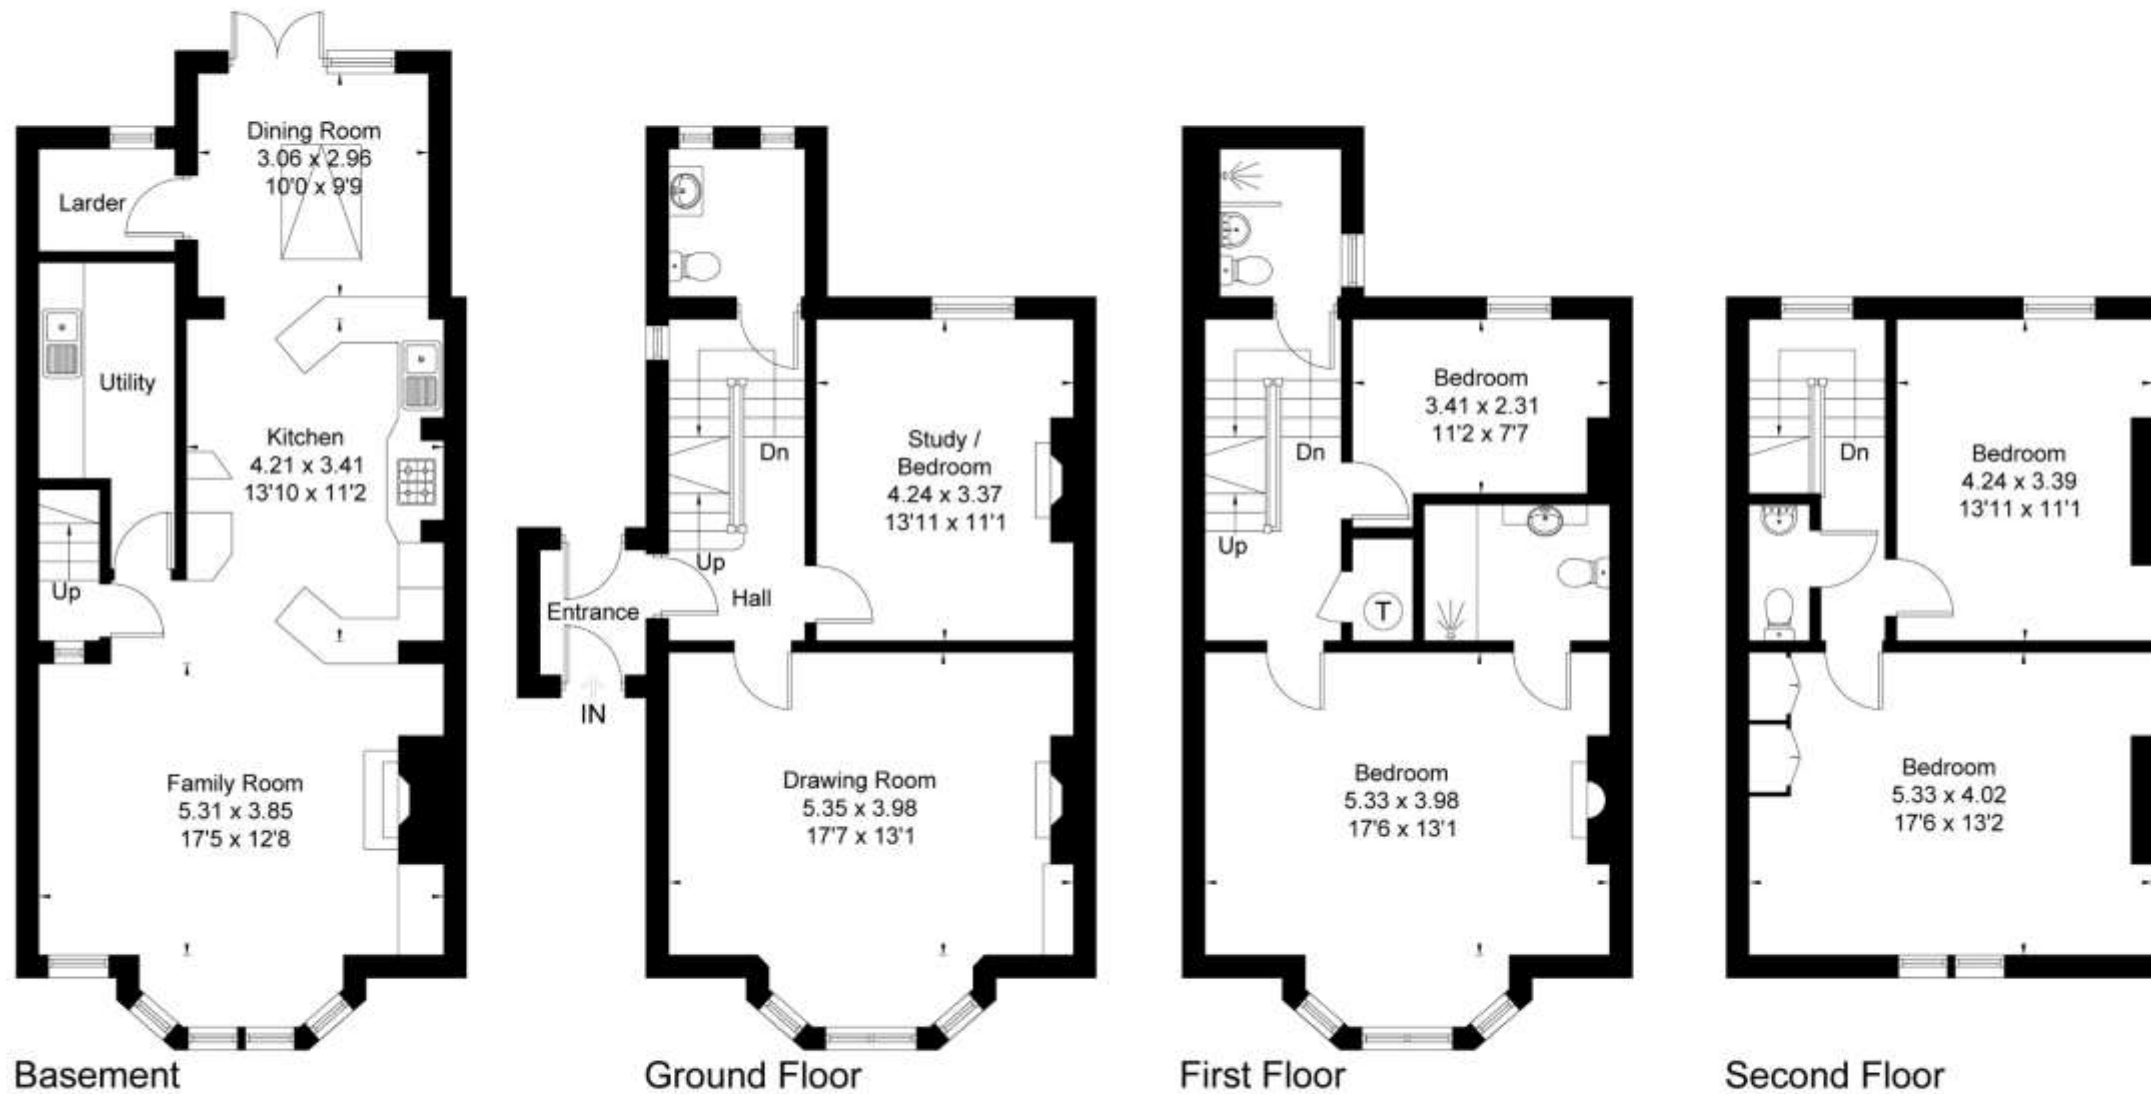 Dining Room
3.06 x 2.96
10'0 x 9'9
Larder
Utility
Kitchen
4.21 x 3.41
13'10 x 11'2
Up
Family Room
5.31 x 3.85
17'5 x 12'8
Basement
Dn
Study /
Bedroom
4.24 x 3.37
13'11 x 11'1
Up
Hall
Entrance
IN
Drawing Room
5.35 x 3.98
17'7 x 13'1
Ground Floor
Bedroom
3.41 x 2.31
11'2 x 7'7
Dn
Up
T
Bedroom
5.33 x 3.98
17'6 x 13'1
First Floor
Dn
Bedroom
4.24 x 3.39
13'11 x 11'1
Bedroom
5.33 x 4.02
17'6 x 13'2
Second Floor